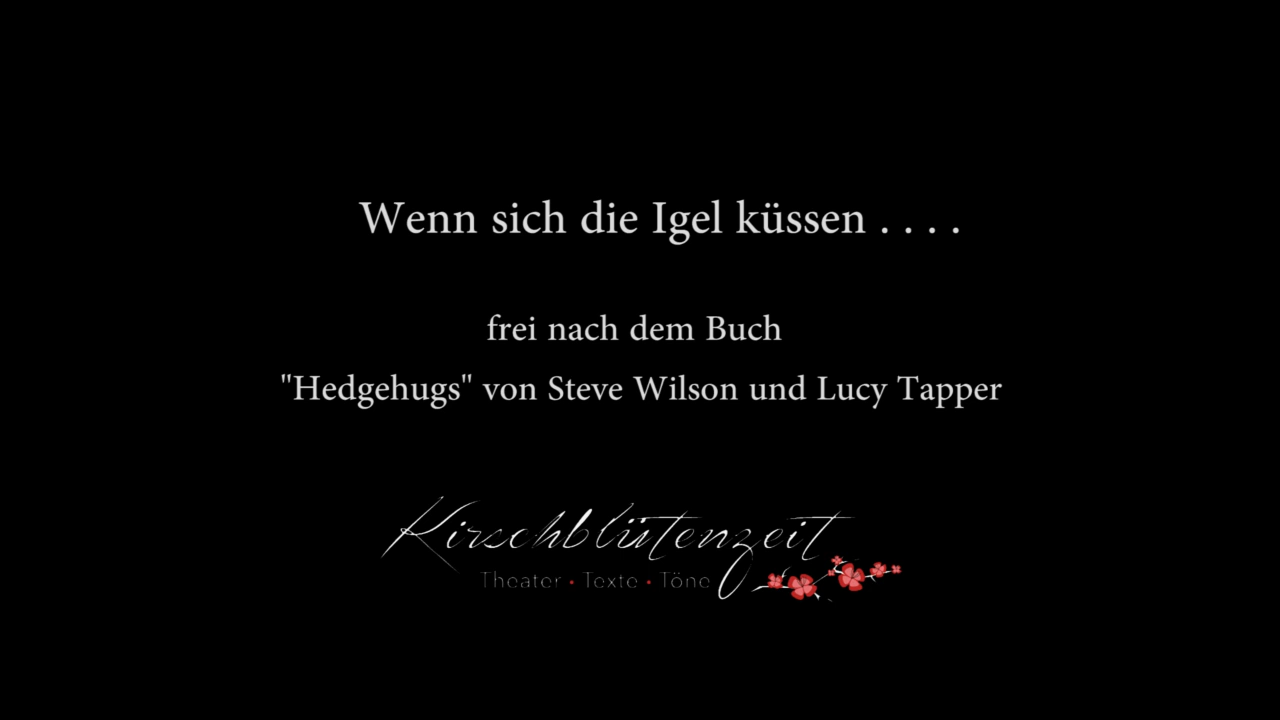 Wenn sich die Igel küssen . . . .
frei nach dem Buch
"Hedgehugs" von Steve Wilson und Lucy Tapper
Kirschblütenzeit
Theater • Texte • Töne